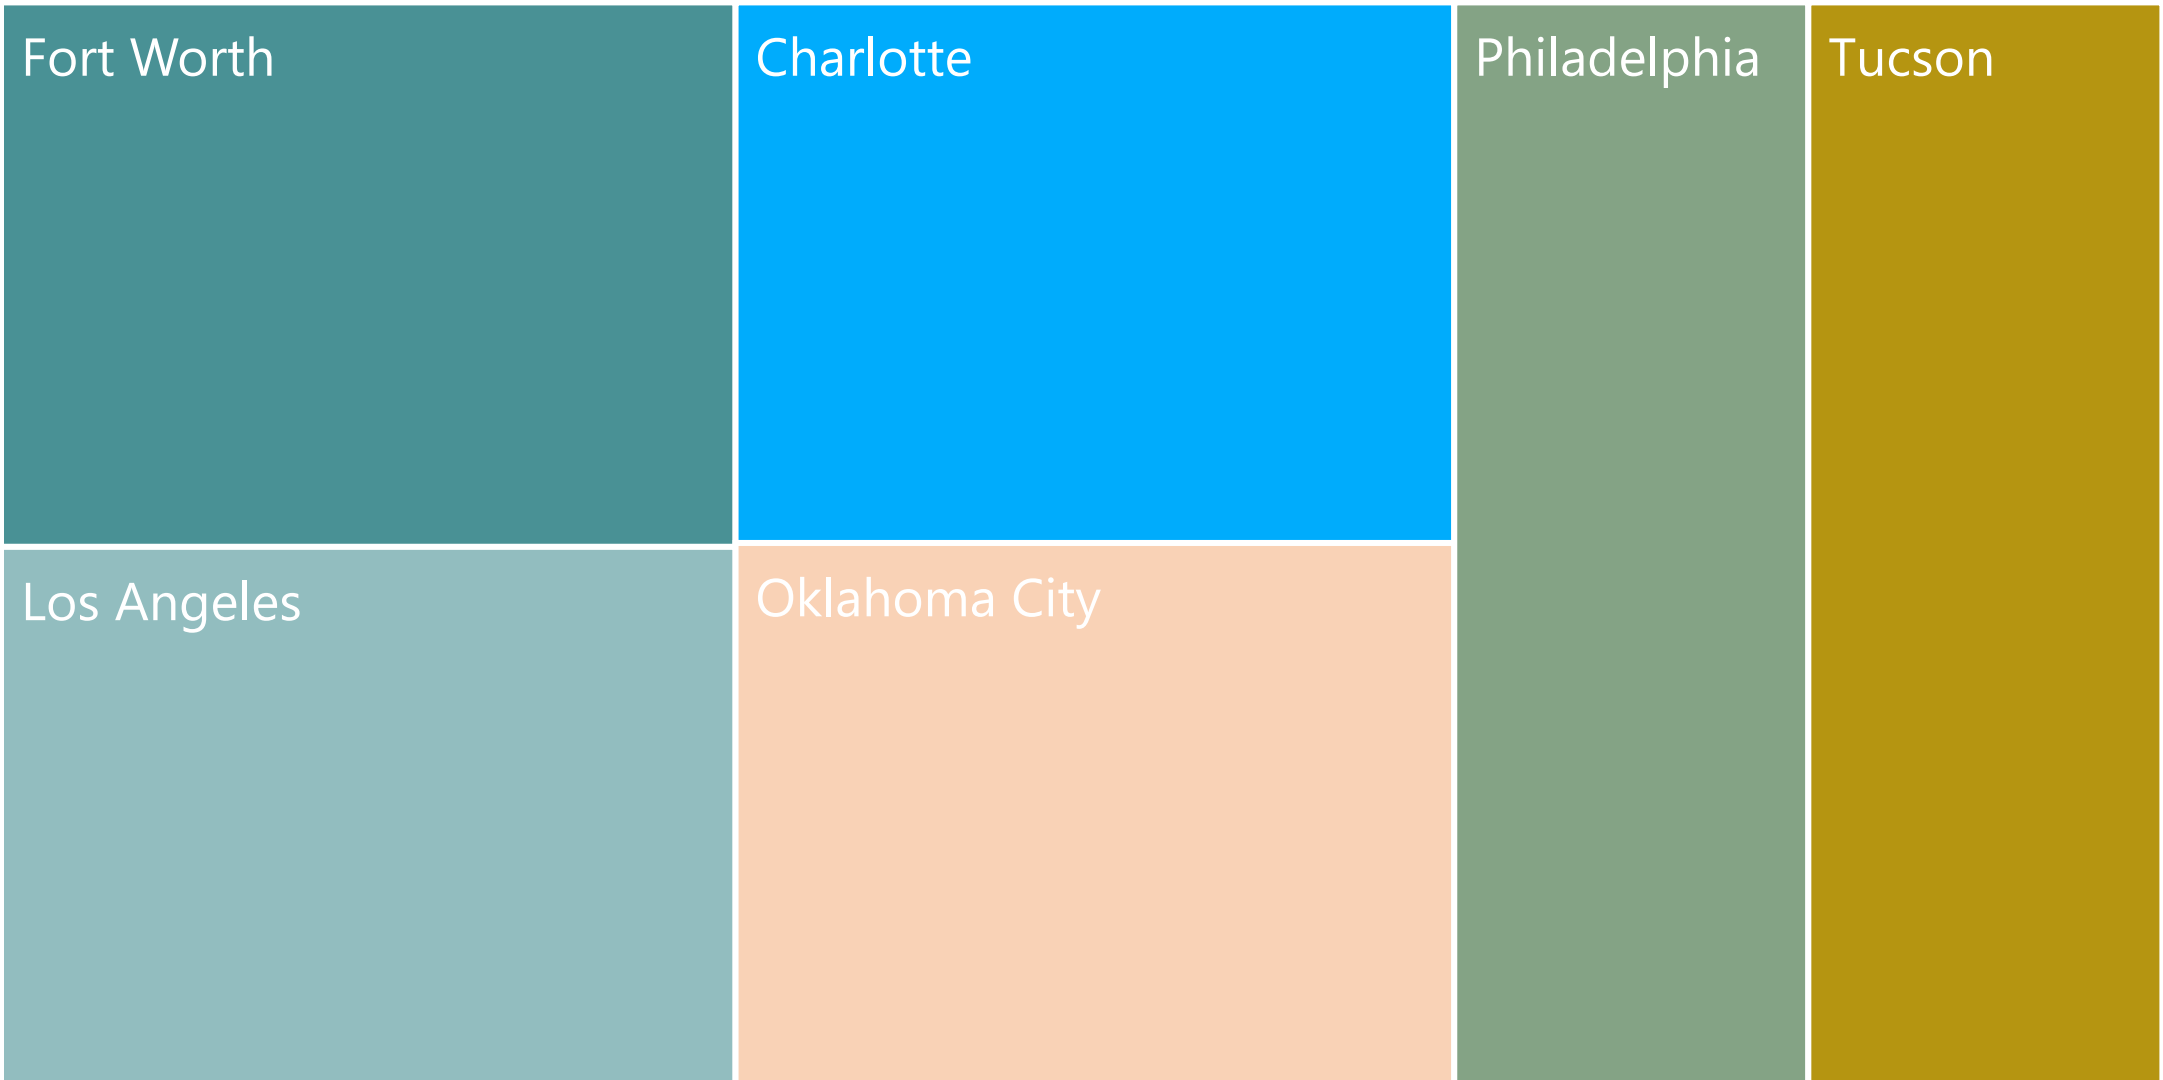 Fort Worth
Charlotte
Philadelphia
Tucson
Los Angeles
Oklahoma City